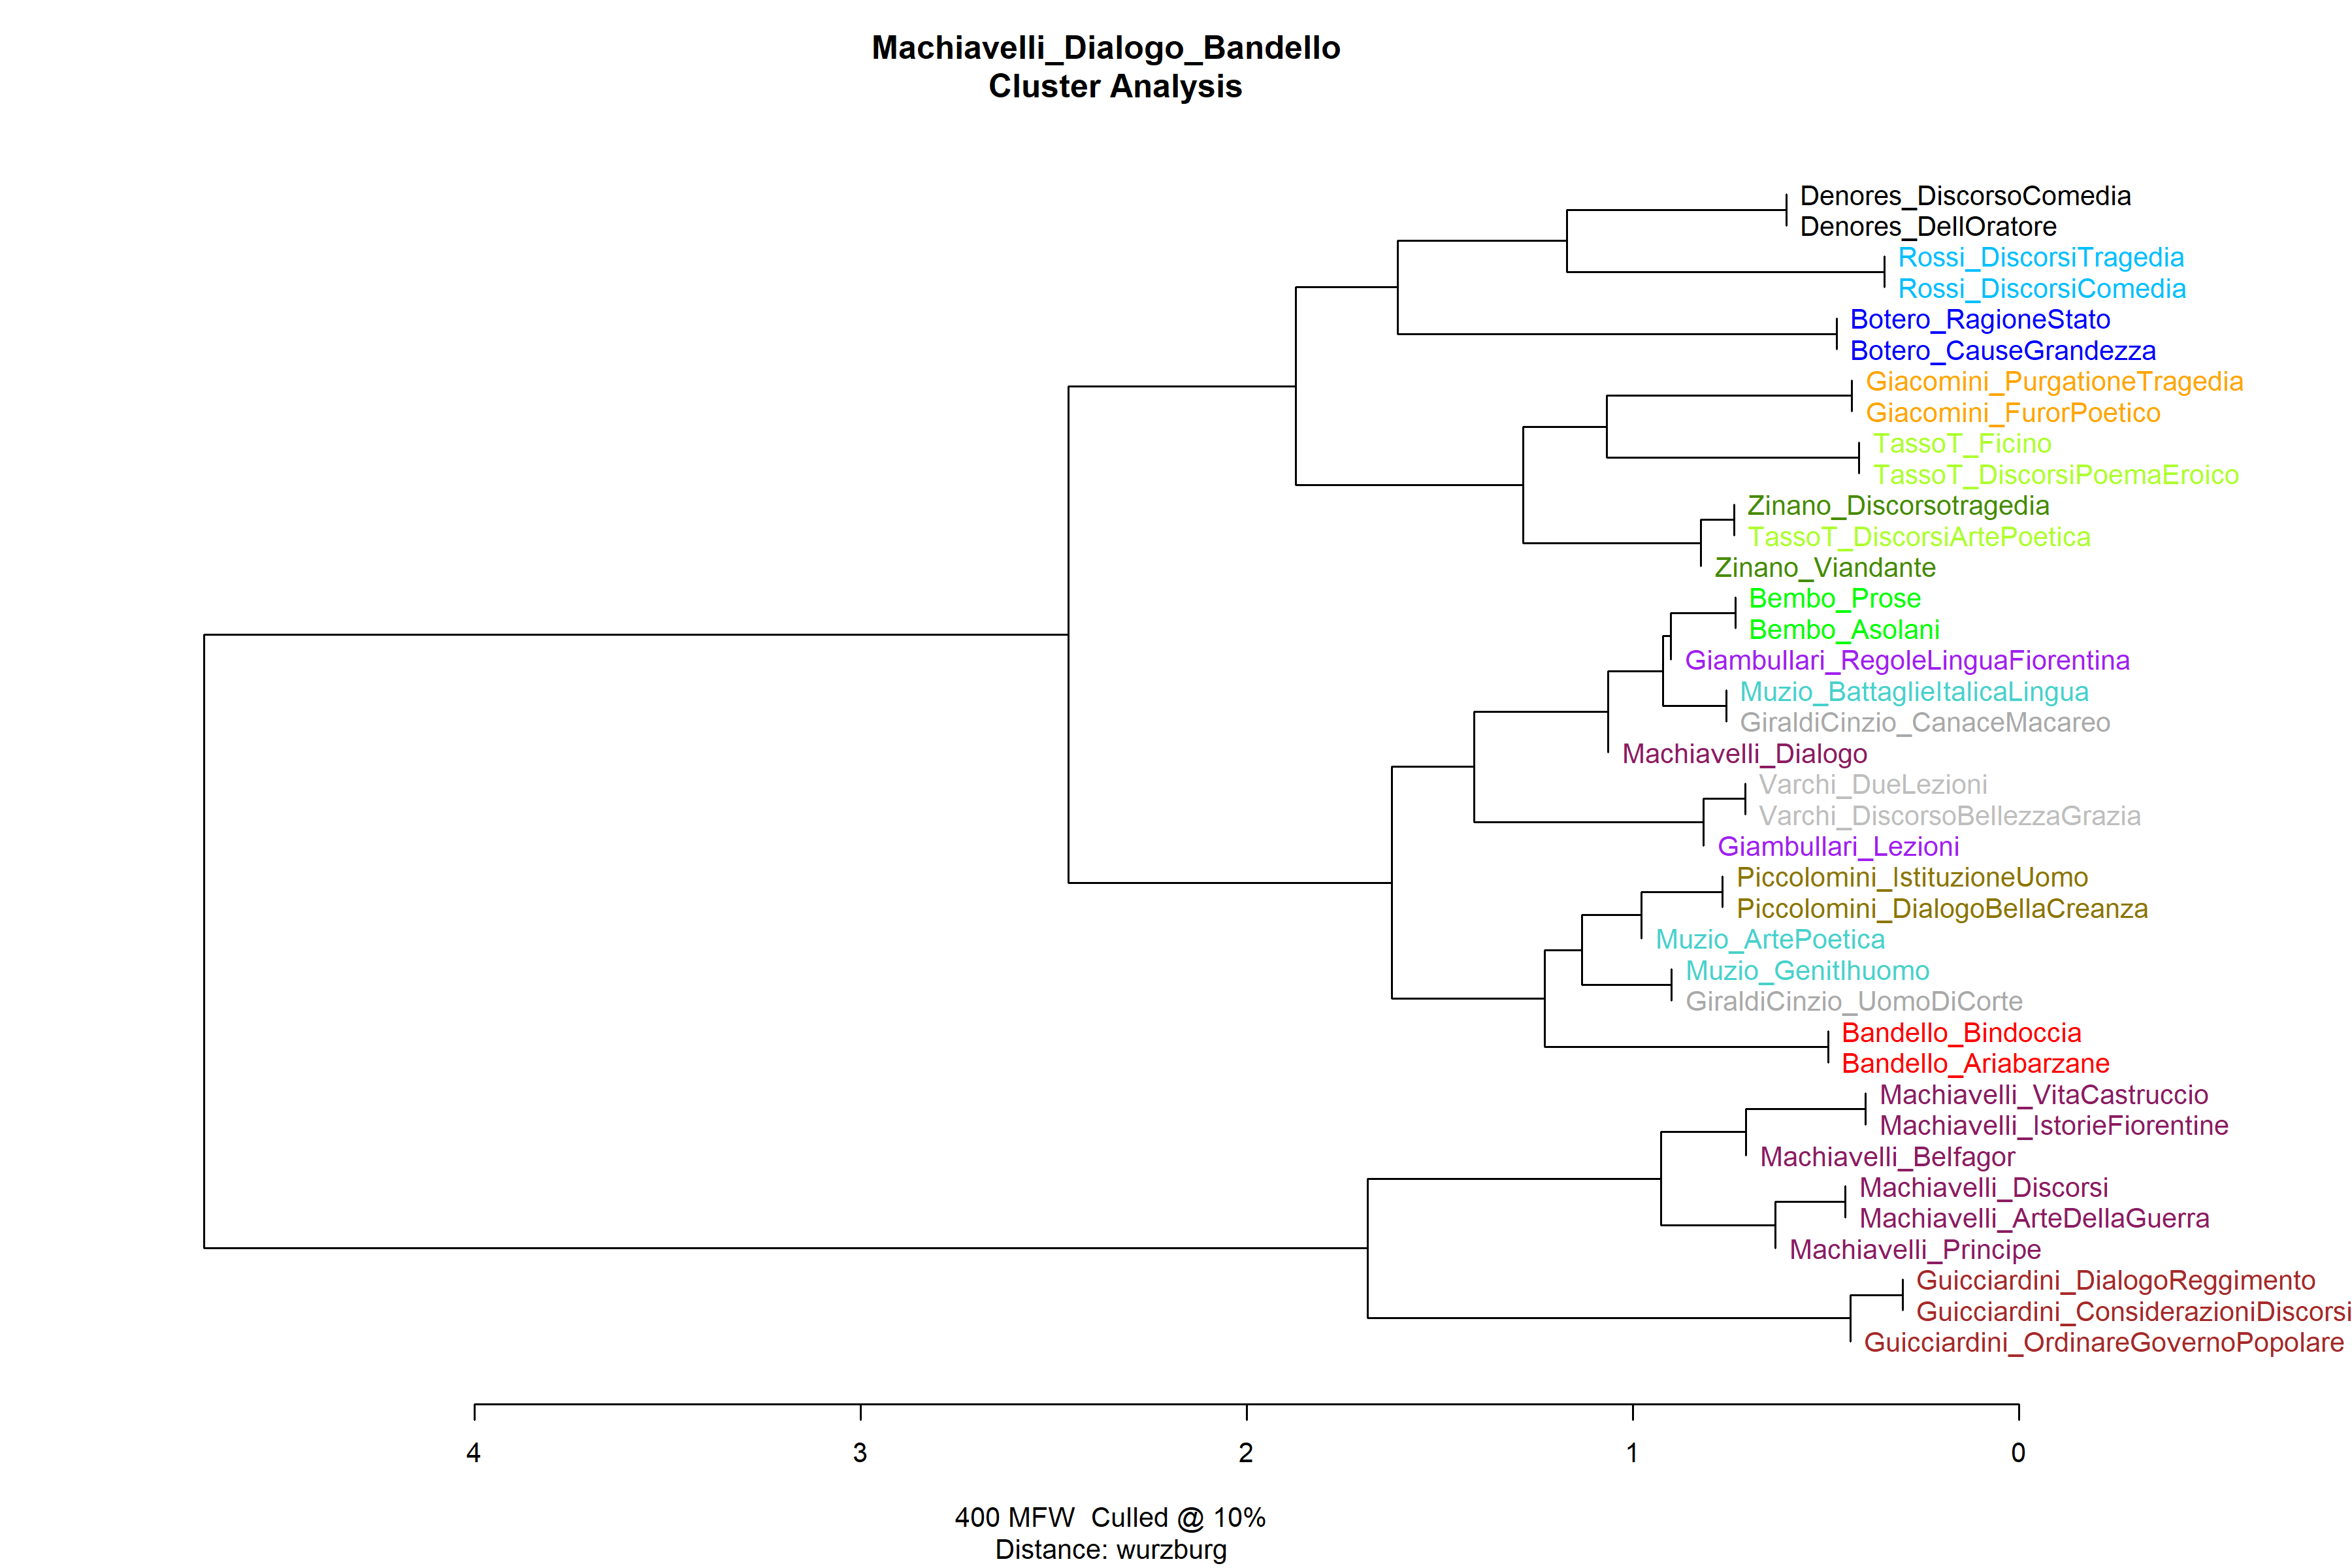 Machiavelli_Dialogo_Bandello
Cluster Analysis
Denores_DiscorsoComedia
Denores_DellOratore
Rossi_DiscorsiTragedia
Rossi_DiscorsiComedia
Botero_RagioneStato
Botero_CauseGrandezza
Giacomini_PurgationeTragedia
Giacomini_FurorPoetico
TassoT_Ficino
TassoT_DiscorsiPoemaEroico
Zinano_Discorsotragedia
TassoT_DiscorsiArtePoetica
Zinano_Viandante
Bembo_Prose
Bembo_Asolani
Giambullari_RegoleLinguaFiorentina
Muzio_BattaglieItalicaLingua
GiraldiCinzio_CanaceMacareo
Machiavelli_Dialogo
Varchi_DueLezioni
Varchi_DiscorsoBellezzaGrazia
Giambullari_Lezioni
Piccolomini_IstituzioneUomo
Piccolomini_DialogoBellaCreanza
Muzio_ArtePoetica
Muzio_Genitlhuomo
GiraldiCinzio_UomoDiCorte
Bandello_Bindoccia
Bandello_Ariabarzane
Machiavelli_VitaCastruccio
Machiavelli_IstorieFiorentine
Machiavelli_Belfagor
Machiavelli_Discorsi
Machiavelli_ArteDellaGuerra
Machiavelli_Principe
Guicciardini_DialogoReggimento
Guicciardini_ConsiderazioniDiscorsi
Guicciardini_OrdinareGovernoPopolare
4 3 2 1 0
400 MFW  Culled @ 10%
Distance: wurzburg